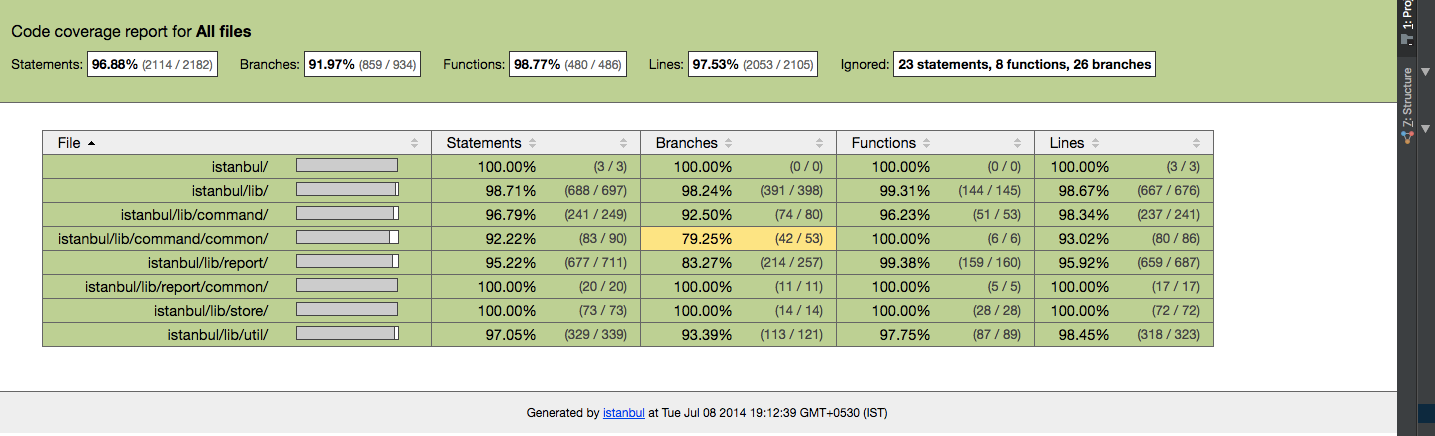 Code coverage report for All files
Statements: 96.88% (2114 / 2182) Branches: 91.97% (859 / 934) Functions: 98.77% (480 / 486) Lines: 97.53% (2053 / 2105) Ignored: 23 statements, 8 functions, 26 branches
File Statements Branches Functions Lines
istanbul/ 100.00% (3 / 3) 100.00% (0 / 0) 100.00% (0 / 0) 100.00% (3 / 3)
istanbul/lib/ 98.71% (688 / 697) 98.24% (391 / 398) 99.31% (144 / 145) 98.67% (667 / 676)
istanbul/lib/command/ 96.79% (241 / 249) 92.50% (74 / 80) 96.23% (51 / 53) 98.34% (237 / 241)
istanbul/lib/command/common/ 92.22% (83 / 90) 79.25% (42 / 53) 100.00% (6 / 6) 93.02% (80 / 86)
istanbul/lib/report/ 95.22% (677 / 711) 83.27% (214 / 257) 99.38% (159 / 160) 95.92% (659 / 687)
istanbul/lib/report/common/ 100.00% (20 / 20) 100.00% (11 / 11) 100.00% (5 / 5) 100.00% (17 / 17)
istanbul/lib/store/ 100.00% (73 / 73) 100.00% (14 / 14) 100.00% (28 / 28) 100.00% (72 / 72)
istanbul/lib/util/ 97.05% (329 / 339) 93.39% (113 / 121) 97.75% (87 / 89) 98.45% (318 / 323)
Generated by istanbul at Tue Jul 08 2014 19:12:39 GMT+0530 (IST)
1: Proj
Z: Structure